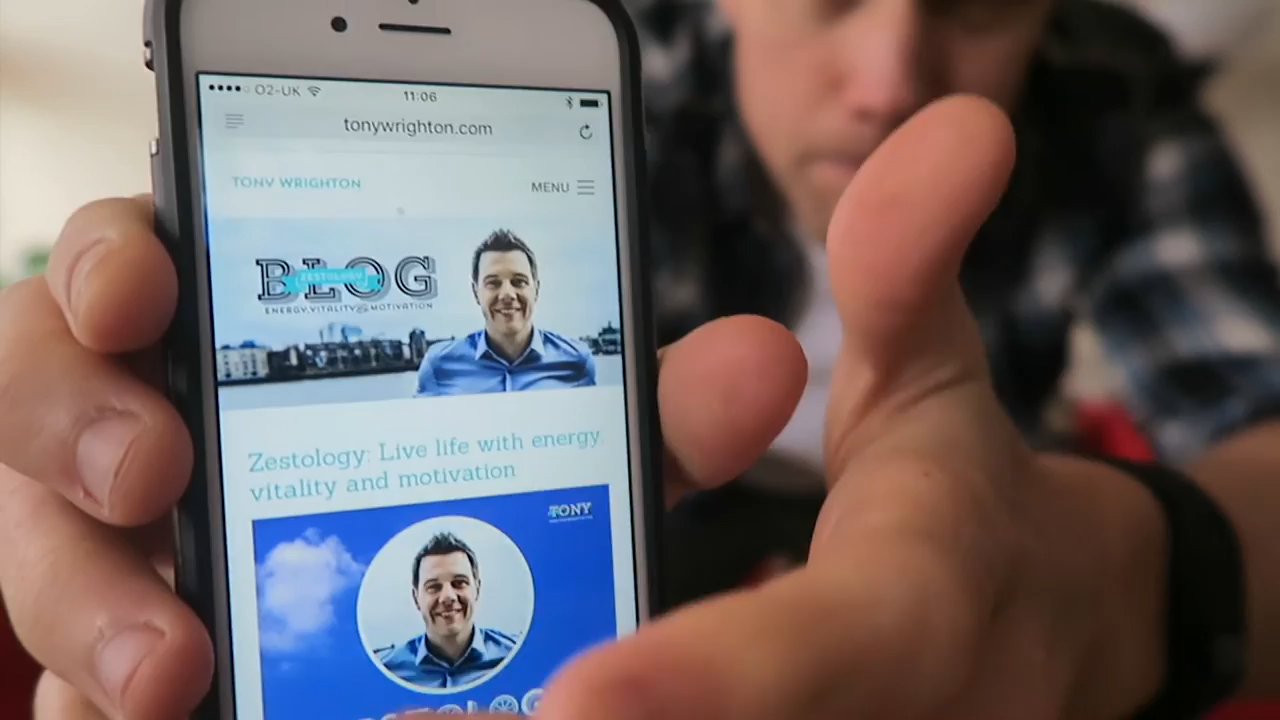 O2-UK 11:06
tonywrighton.com
TONY WRIGHTON MENU
BLOG
ZESTOLOGY
ENERGY, VITALITY & MOTIVATION
Zestology: Live life with energy,
vitality and motivation
TONY